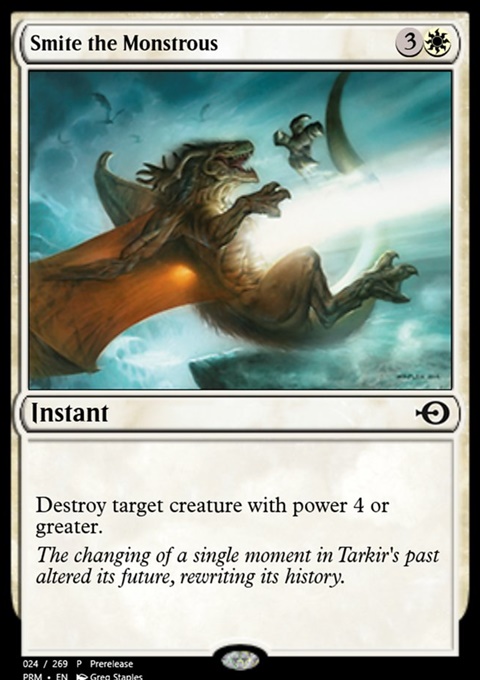 Smite the Monstrous 3
Instant
Destroy target creature with power 4 or
greater.
The changing of a single moment in Tarkir's past
altered its future, rewriting its history.
024 / 269 P Prerelease
PRM • EN Greg Staples